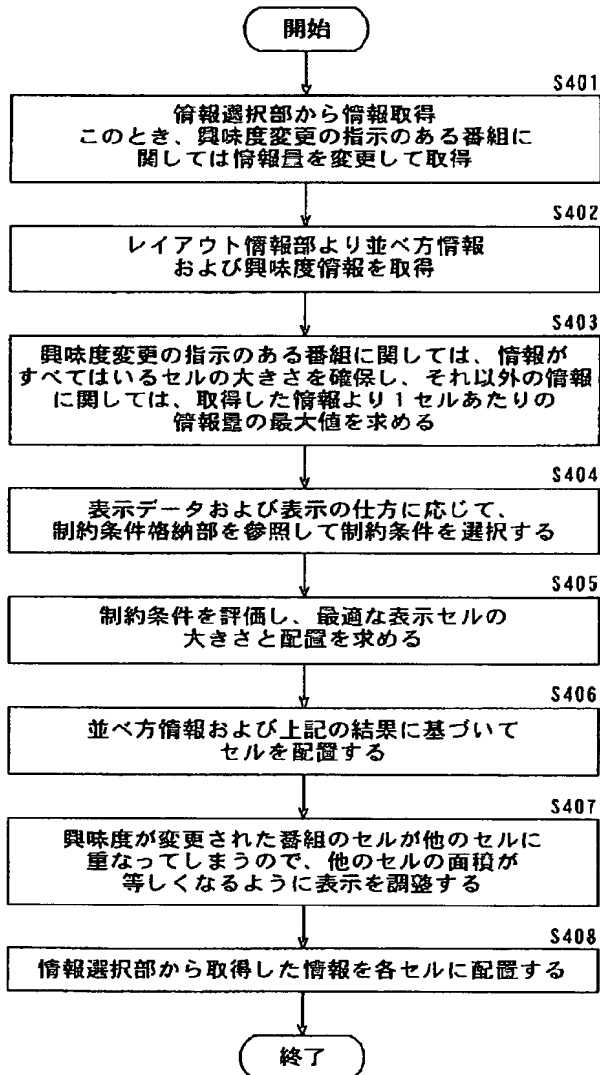 開始
S401
情報選択部から情報取得
このとき、興味度変更の指示のある番組に
関しては情報量を変更して取得
S402
レイアウト情報部より並べ方情報
および興味度情報を取得
S403
興味度変更の指示のある番組に関しては、情報が
すべてはいるセルの大きさを確保し、それ以外の情報
に関しては、取得した情報より1セルあたりの
情報量の最大値を求める
S404
表示データおよび表示の仕方に応じて、
制約条件格納部を参照して制約条件を選択する
S405
制約条件を評価し、最適な表示セルの
大きさと配置を求める
S406
並べ方情報および上記の結果に基づいて
セルを配置する
S407
興味度が変更された番組のセルが他のセルに
重なってしまうので、他のセルの面積が
等しくなるように表示を調整する
S408
情報選択部から取得した情報を各セルに配置する
終了